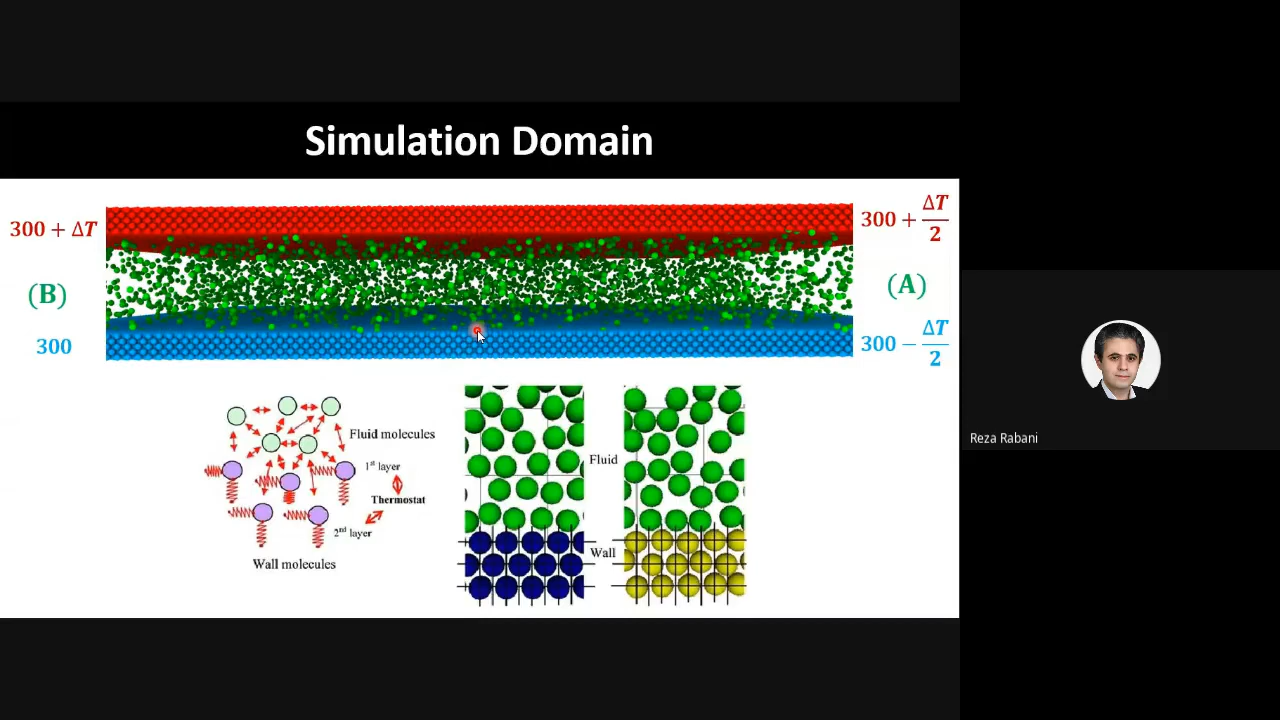 Simulation Domain
300 + ΔT
300 + ΔT/2
(B)
(A)
300
300 − ΔT/2
Fluid molecules
1st layer
Thermostat
2nd layer
Wall molecules
Fluid
Wall
Reza Rabani